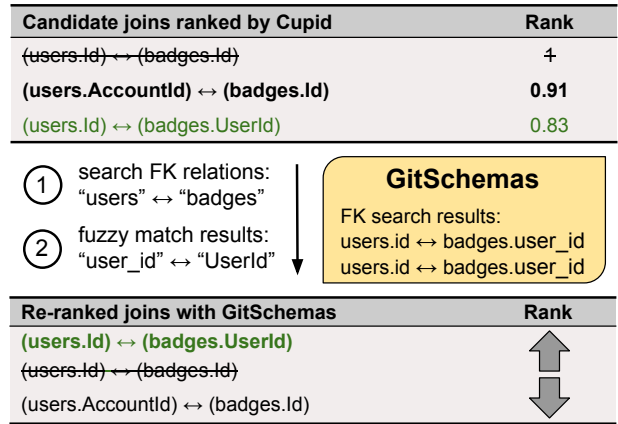 Candidate joins ranked by Cupid Rank
(users.Id) ↔ (badges.Id) 1
(users.AccountId) ↔ (badges.Id) 0.91
(users.Id) ↔ (badges.UserId) 0.83
1 search FK relations:
"users" ↔ "badges"
2 fuzzy match results:
"user_id" ↔ "UserId"
GitSchemas
FK search results:
users.id ↔ badges.user_id
users.id ↔ badges.user_id
Re-ranked joins with GitSchemas Rank
(users.Id) ↔ (badges.UserId)
(users.Id) ↔ (badges.Id)
(users.AccountId) ↔ (badges.Id)